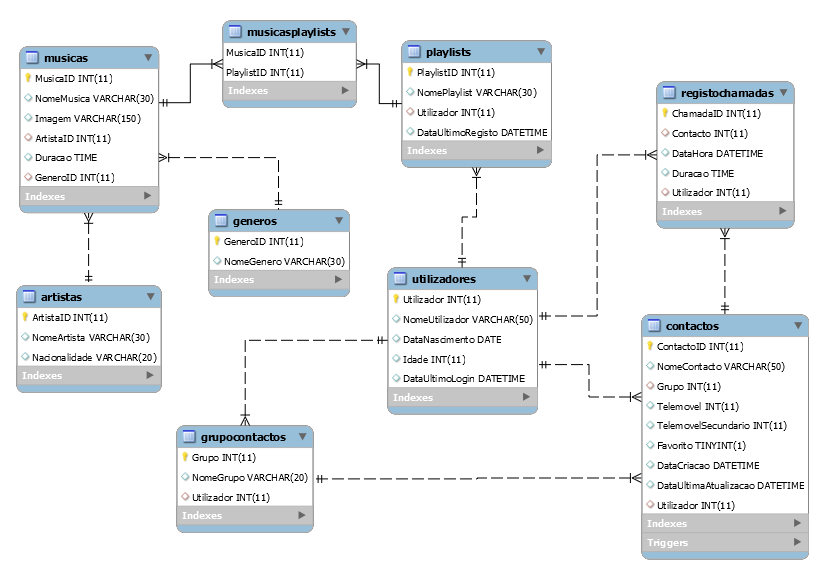 musicas
MusicaID INT(11)
NomeMusica VARCHAR(30)
Imagem VARCHAR(150)
ArtistaID INT(11)
Duracao TIME
GeneroID INT(11)
Indexes
musicasplaylists
MusicaID INT(11)
PlaylistID INT(11)
Indexes
playlists
PlaylistID INT(11)
NomePlaylist VARCHAR(30)
Utilizador INT(11)
DataUltimoRegisto DATETIME
Indexes
registochamadas
ChamadaID INT(11)
Contacto INT(11)
DataHora DATETIME
Duracao TIME
Utilizador INT(11)
Indexes
generos
GeneroID INT(11)
NomeGenero VARCHAR(30)
Indexes
artistas
ArtistaID INT(11)
NomeArtista VARCHAR(30)
Nacionalidade VARCHAR(20)
Indexes
utilizadores
Utilizador INT(11)
NomeUtilizador VARCHAR(50)
DataNascimento DATE
Idade INT(11)
DataUltimoLogin DATETIME
Indexes
contactos
ContactoID INT(11)
NomeContacto VARCHAR(50)
Grupo INT(11)
Telemovel INT(11)
TelemovelSecundario INT(11)
Favorito TINYINT(1)
DataCriacao DATETIME
DataUltimaAtualizacao DATETIME
Utilizador INT(11)
Indexes
Triggers
grupocontactos
Grupo INT(11)
NomeGrupo VARCHAR(20)
Utilizador INT(11)
Indexes